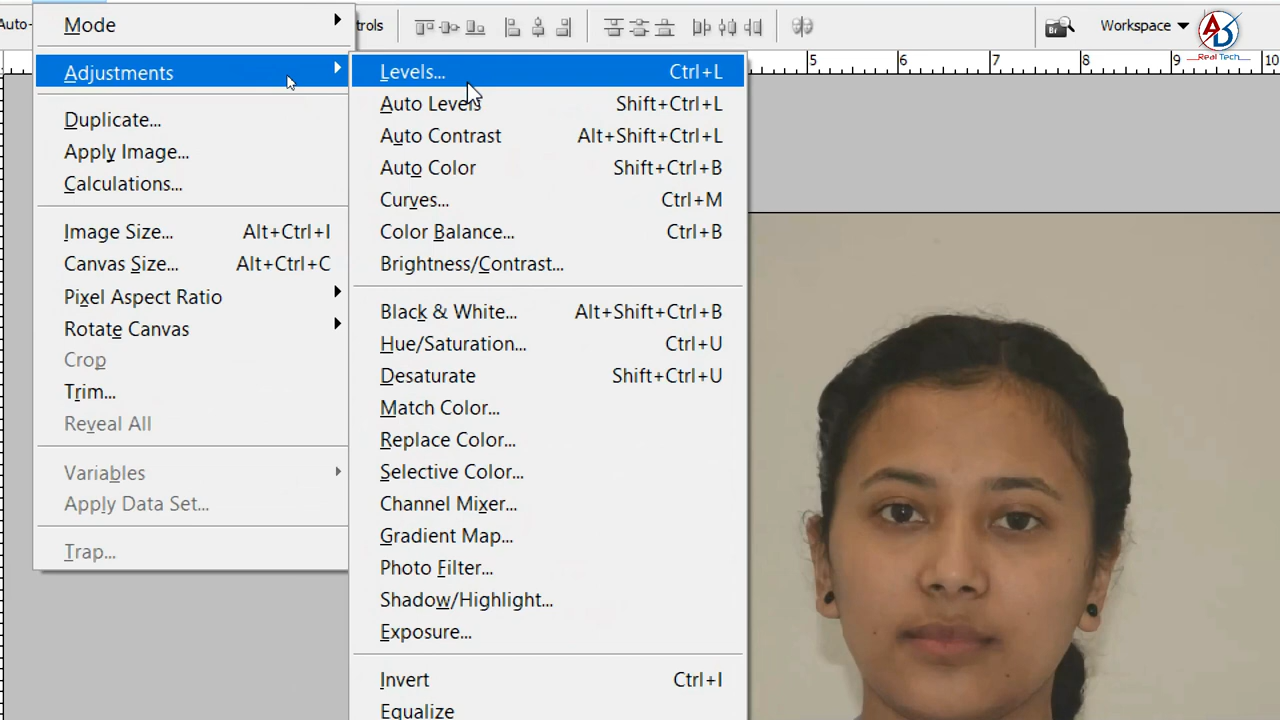 Auto-
trols
Workspace
Br
AD
Real Tech
5
6
7
8
9
10
Mode
Adjustments
Duplicate...
Apply Image...
Calculations...
Image Size... Alt+Ctrl+I
Canvas Size... Alt+Ctrl+C
Pixel Aspect Ratio
Rotate Canvas
Crop
Trim...
Reveal All
Variables
Apply Data Set...
Trap...
Levels... Ctrl+L
Auto Levels Shift+Ctrl+L
Auto Contrast Alt+Shift+Ctrl+L
Auto Color Shift+Ctrl+B
Curves... Ctrl+M
Color Balance... Ctrl+B
Brightness/Contrast...
Black & White... Alt+Shift+Ctrl+B
Hue/Saturation... Ctrl+U
Desaturate Shift+Ctrl+U
Match Color...
Replace Color...
Selective Color...
Channel Mixer...
Gradient Map...
Photo Filter...
Shadow/Highlight...
Exposure...
Invert Ctrl+I
Equalize